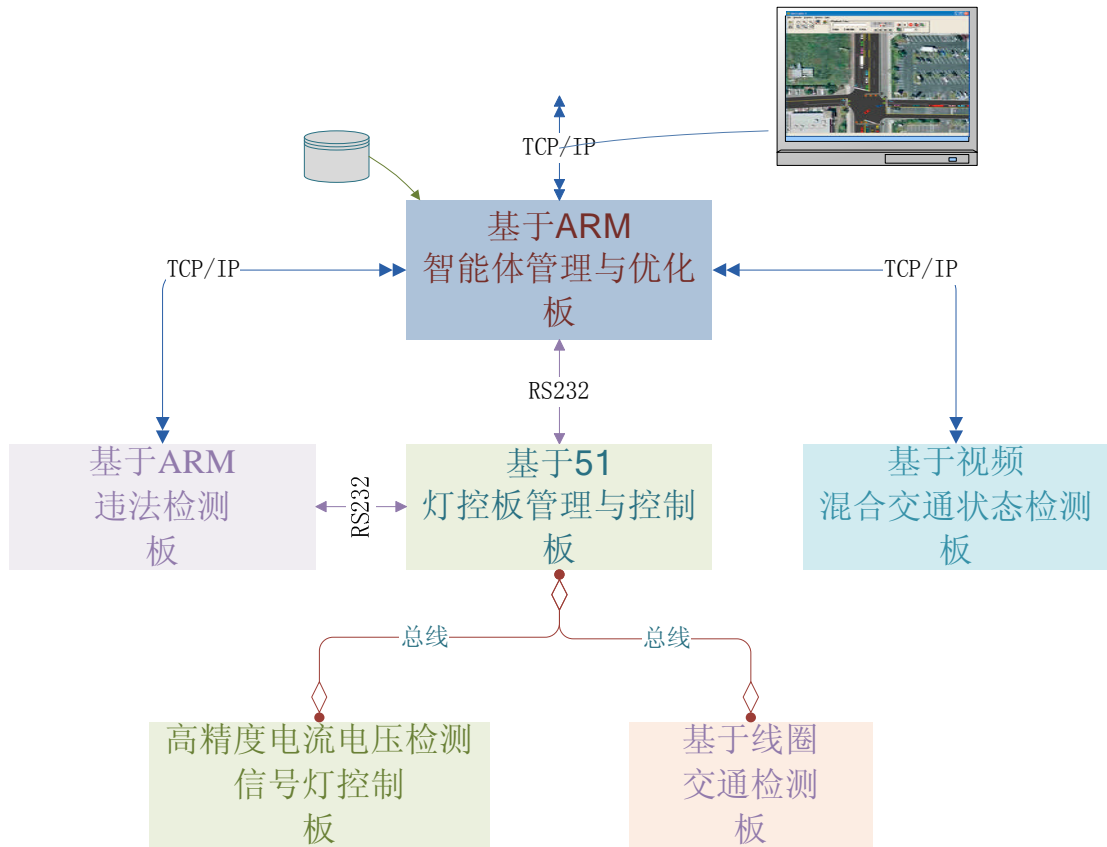 TCP/IP
基于ARM
智能体管理与优化
板
TCP/IP
TCP/IP
RS232
基于ARM
违法检测
板
RS232
基于51
灯控板管理与控制
板
基于视频
混合交通状态检测
板
总线
总线
高精度电流电压检测
信号灯控制
板
基于线圈
交通检测
板